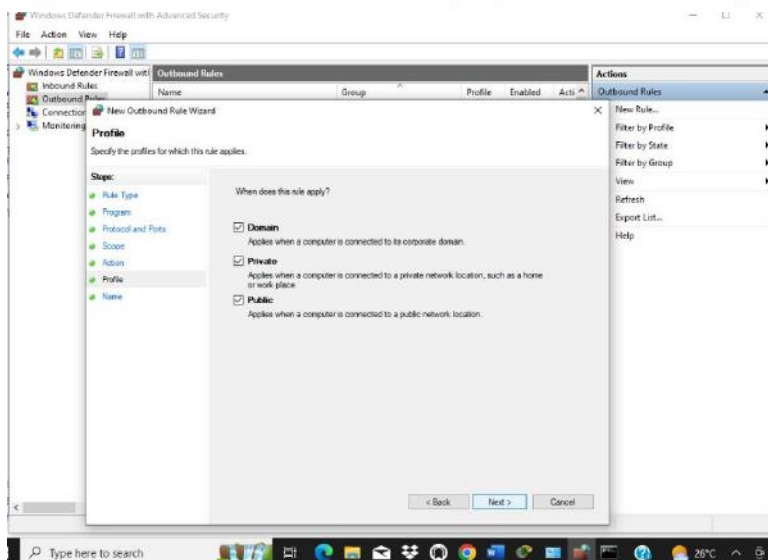 Windows Defender Firewall with Advanced Security
File Action View Help
Windows Defender Firewall witl
Inbound Rules
Outbound Rules
Connection
Monitoring
Outbound Rules
Name Group Profile Enabled Acti
Actions
Outbound Rules
New Rule...
Filter by Profile
Filter by State
Filter by Group
View
Refresh
Export List...
Help
New Outbound Rule Wizard
Profile
Specify the profiles for which this rule applies.
Steps:
Rule Type
Program
Protocol and Ports
Scope
Action
Profile
Name
When does this rule apply?
Domain
Applies when a computer is connected to its corporate domain.
Private
Applies when a computer is connected to a private network location, such as a home
or work place.
Public
Applies when a computer is connected to a public network location.
< Back Next > Cancel
Type here to search
26°C